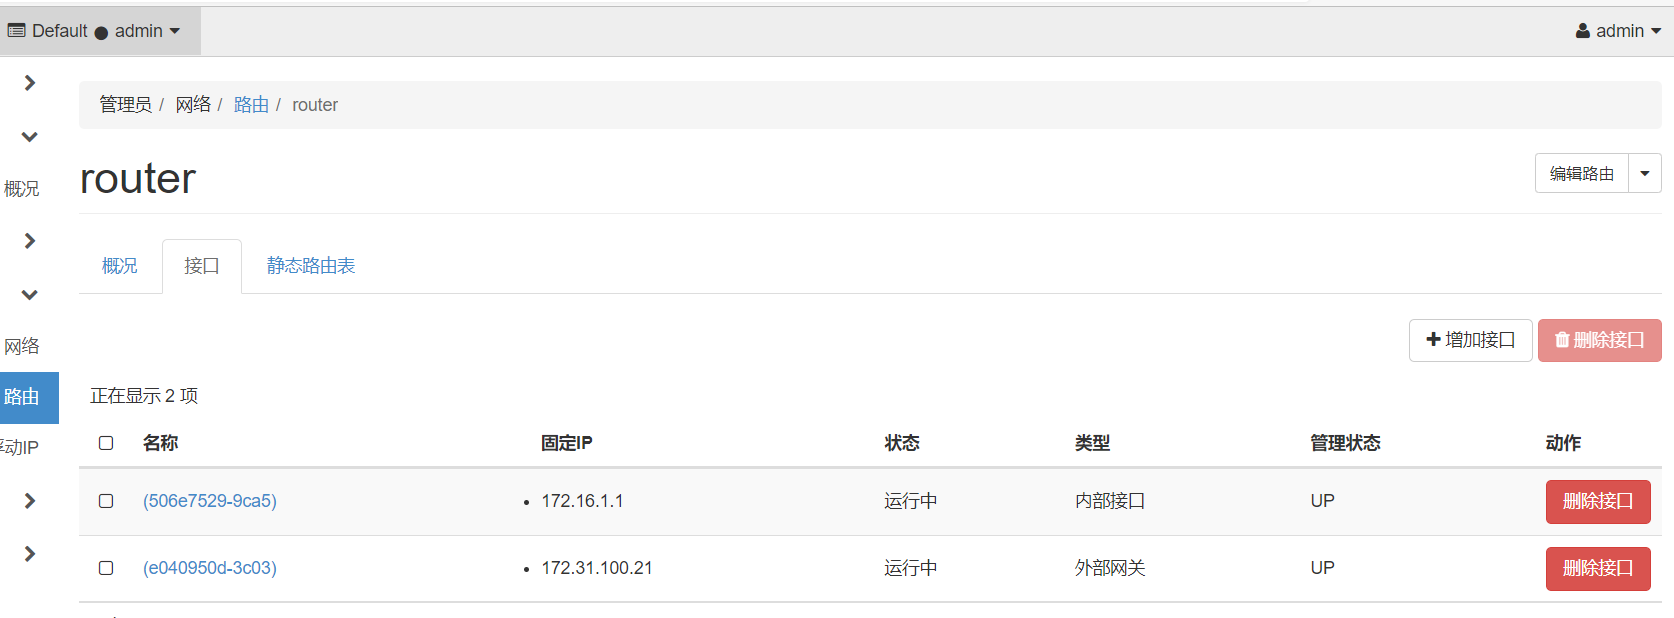 Default ● admin
admin
管理员 / 网络 / 路由 / router
概况
router
编辑路由
概况
接口
静态路由表
网络
增加接口
删除接口
路由
正在显示 2 项
动IP
名称 固定IP 状态 类型 管理状态 动作
(506e7529-9ca5) • 172.16.1.1 运行中 内部接口 UP 删除接口
(e040950d-3c03) • 172.31.100.21 运行中 外部网关 UP 删除接口